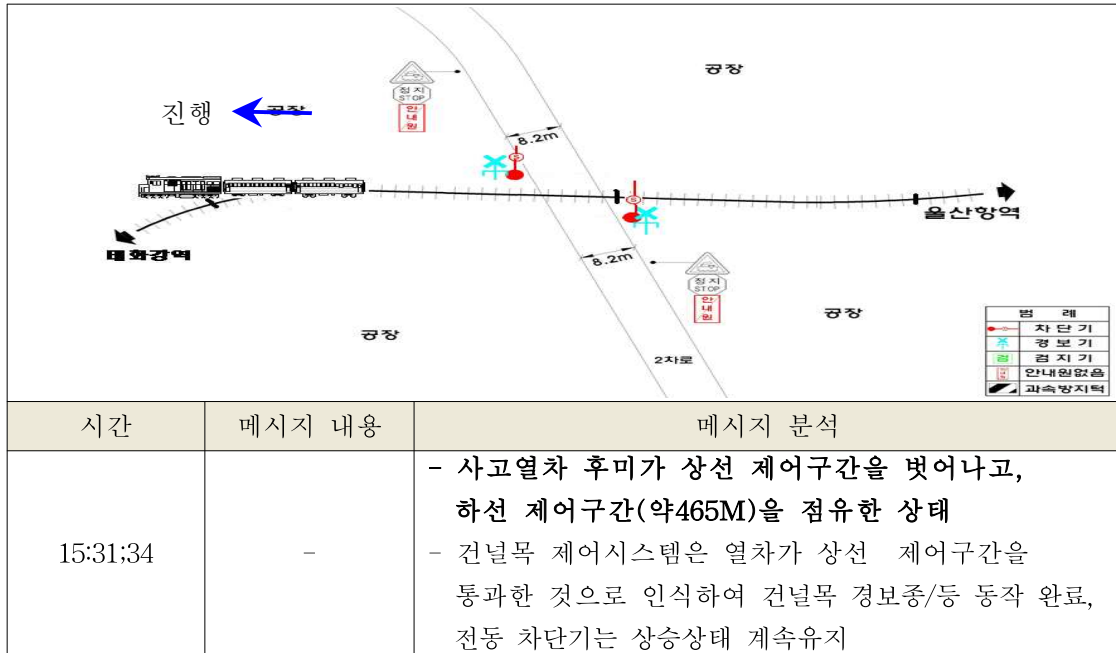 공장
정지
STOP
안
내
원
진행
공장
8.2m
S
S
울산항역
태화강역
8.2m
정지
STOP
안
내
원
공장
공장
2차로
범 례
차 단 기
경 보 기
검 검 지 기
안내원없음
과속방지턱
시간 메시지 내용 메시지 분석
15:31;34 - - 사고열차 후미가 상선 제어구간을 벗어나고,
하선 제어구간(약465M)을 점유한 상태
- 건널목 제어시스템은 열차가 상선 제어구간을
통과한 것으로 인식하여 건널목 경보종/등 동작 완료,
전동 차단기는 상승상태 계속유지